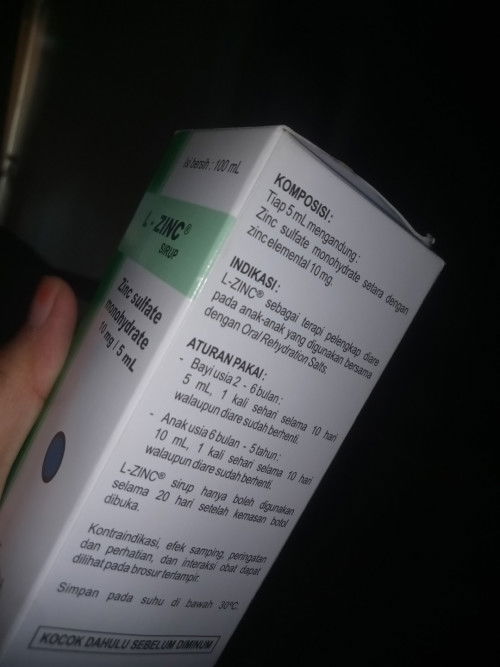 Isi bersih : 100 mL
L - ZINC®
SIRUP
Zinc sulfate
monohydrate
10 mg / 5 mL
KOMPOSISI :
Tiap 5 mL mengandung :
Zinc sulfate monohydrate setara dengan
zinc elemental 10 mg.
INDIKASI :
L-ZINC® sebagai terapi pelengkap diare
pada anak-anak yang digunakan bersama
dengan Oral Rehydration Salts.
ATURAN PAKAI :
- Bayi usia 2 - 6 bulan :
5 mL, 1 kali sehari selama 10 hari
walaupun diare sudah berhenti.
- Anak usia 6 bulan - 5 tahun :
10 mL, 1 kali sehari selama 10 hari
walaupun diare sudah berhenti.
L-ZINC® sirup hanya boleh digunakan
selama 20 hari setelah kemasan botol
dibuka.
Kontraindikasi, efek samping, peringatan
dan perhatian, dan interaksi obat dapat
dilihat pada brosur terlampir.
Simpan pada suhu di bawah 30°C.
KOCOK DAHULU SEBELUM DIMINUM